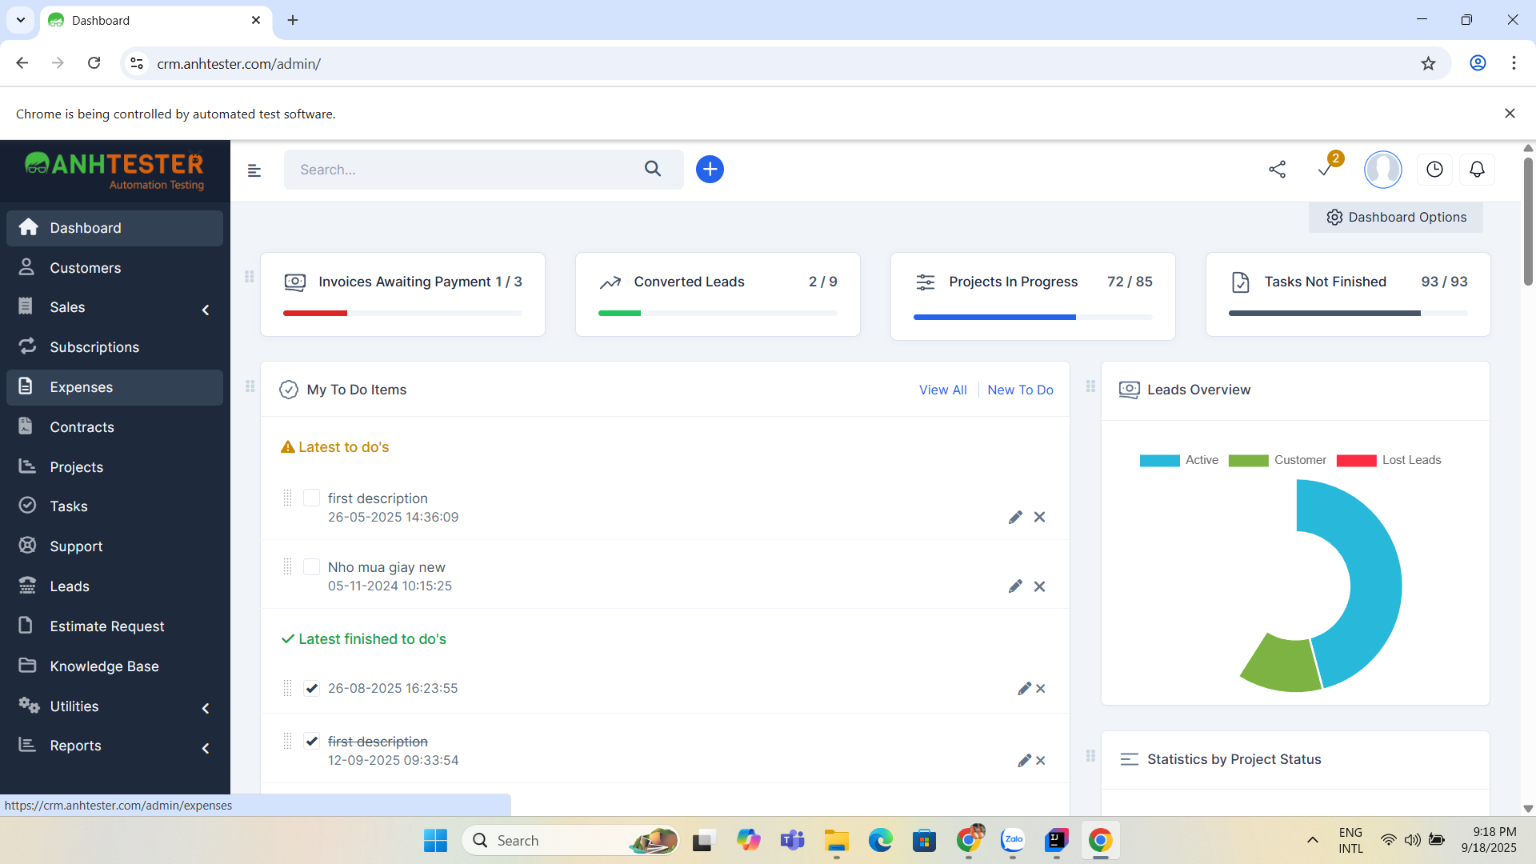 Dashboard
crm.anhtester.com/admin/
Chrome is being controlled by automated test software.
ANHTESTER
Automation Testing
Search...
2
Dashboard
Customers
Sales
Subscriptions
Expenses
Contracts
Projects
Tasks
Support
Leads
Estimate Request
Knowledge Base
Utilities
Reports
Dashboard Options
Invoices Awaiting Payment 1 / 3
Converted Leads 2 / 9
Projects In Progress 72 / 85
Tasks Not Finished 93 / 93
My To Do Items
View All
New To Do
Latest to do's
first description
26-05-2025 14:36:09
Nho mua giay new
05-11-2024 10:15:25
Latest finished to do's
26-08-2025 16:23:55
first description
12-09-2025 09:33:54
Leads Overview
Active Customer Lost Leads
Statistics by Project Status
https://crm.anhtester.com/admin/expenses
Search
Zalo
IJ
ENG
INTL
9:18 PM
9/18/2025